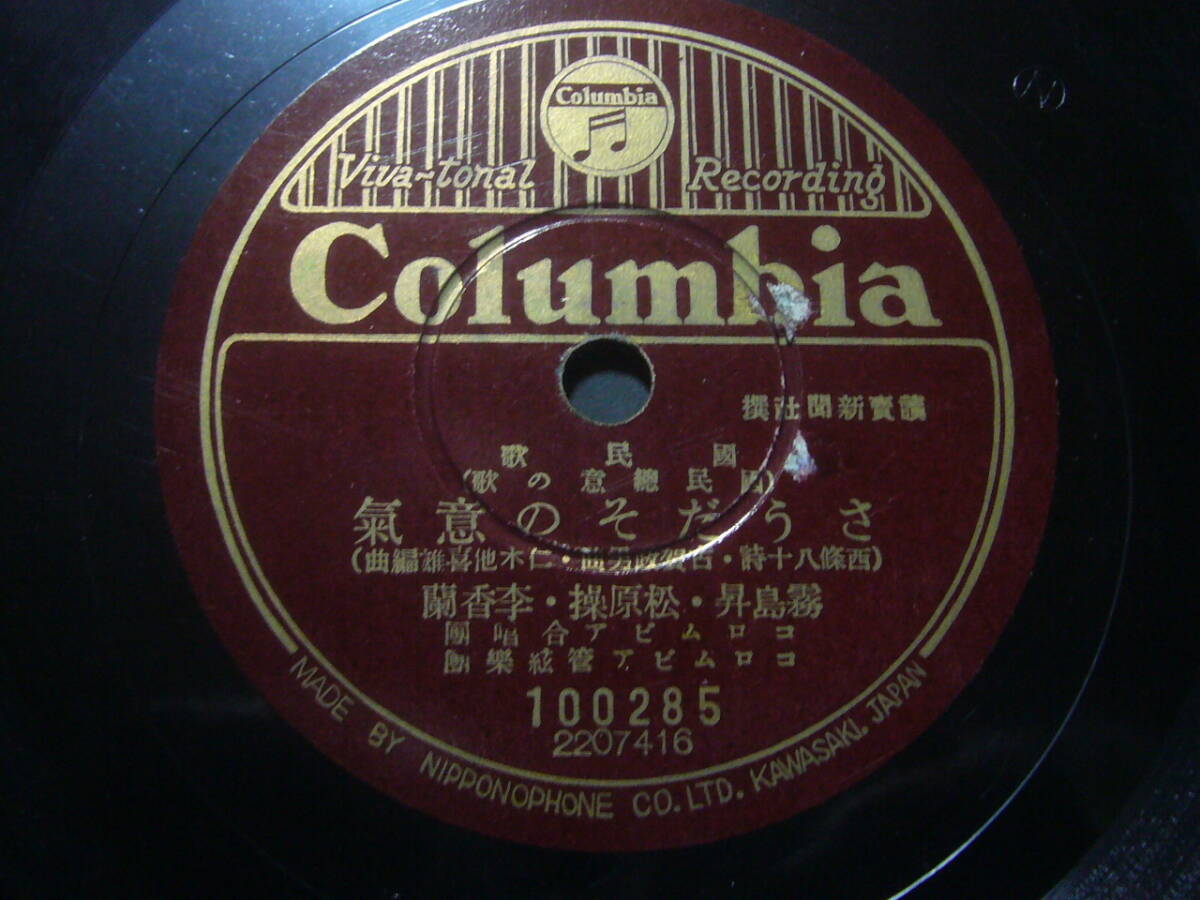 Columbia
Viva-tonal Recording
Columbia
讀賣新聞社撰
國民歌
(國民總意の歌)
さうだその意氣
(西條八十詩・古賀政男曲・仁木他喜雄編曲)
霧島昇・松原操・李香蘭
コロムビア合唱團
コロムビア管絃樂團
100285
2207416
MADE BY NIPPONOPHONE CO. LTD. KAWASAKI, JAPAN